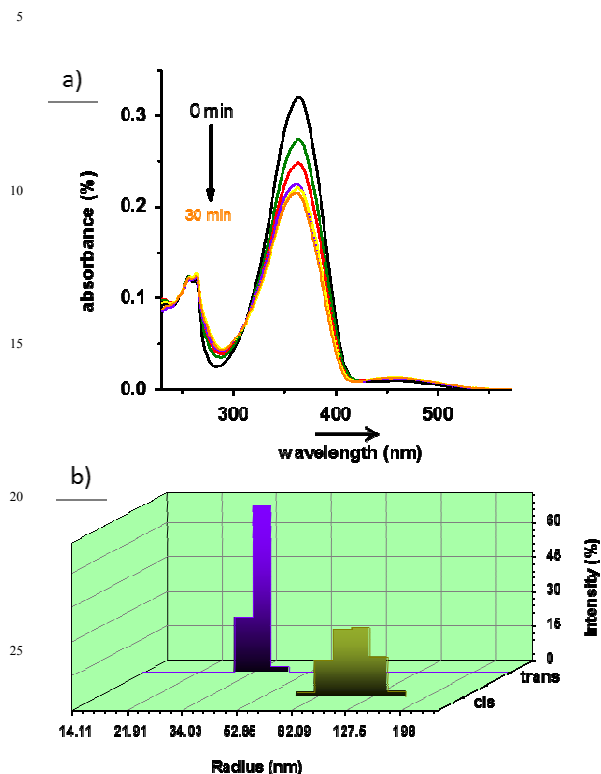 5
a)
0 min
0.3
10
30 min
0.2
absorbance (%)
0.1
15
0.0
300 400 500
wavelength (nm)
b)
20
60
45
30
15
0
Intensity (%)
trans
cis
25
14.11 21.91 34.03 52.85 82.09 127.5 198
Radius (nm)